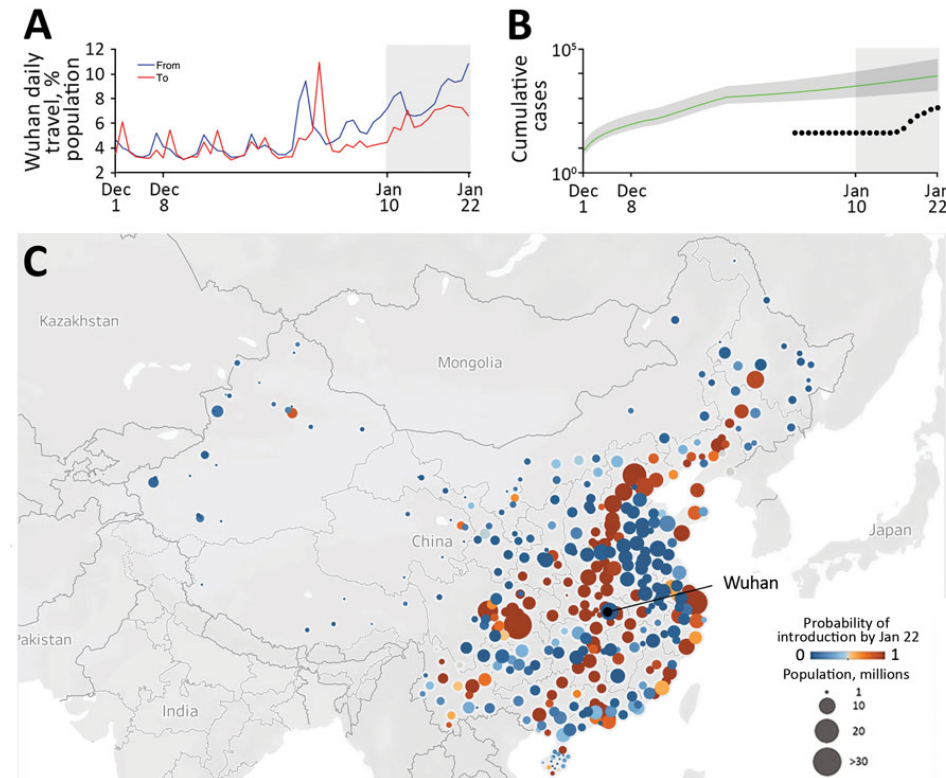 A
Wuhan daily
travel, %
population
12
10
8
6
4
2
From
To
Dec
1
Dec
8
Jan
10
Jan
22
B
Cumulative
cases
10⁵
10⁰
Dec
1
Dec
8
Jan
10
Jan
22
C
Kazakhstan
Mongolia
China
Japan
Pakistan
India
Wuhan
Probability of
introduction by Jan 22
0 1
Population, millions
1
10
20
>30